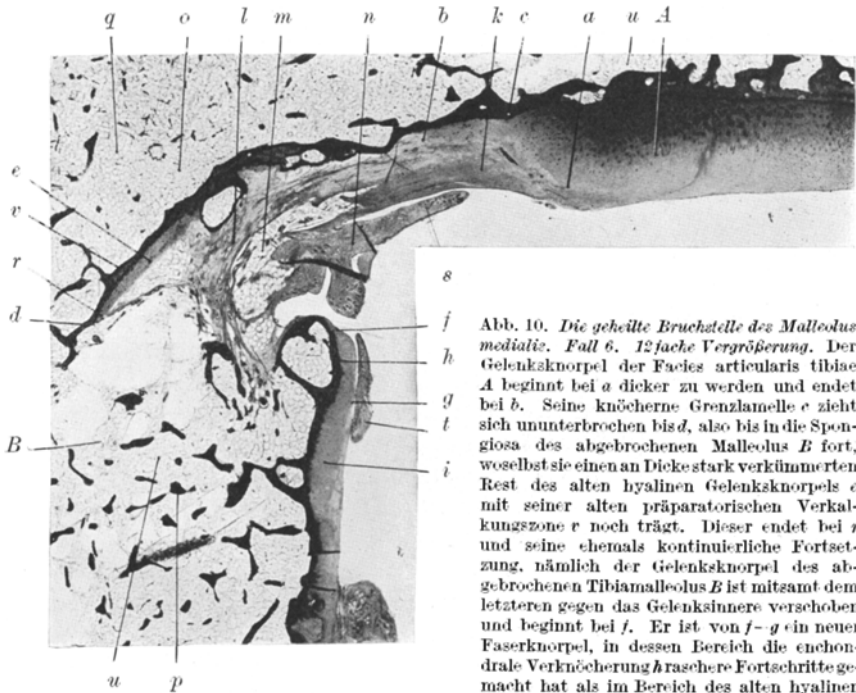 q o l m n b k c a u A
e
v
r
d
B
s
f
h
g
t
i
u p
Abb. 10. Die geheilte Bruchstelle des Malleolus
medialis. Fall 6. 12fache Vergrößerung. Der
Gelenksknorpel der Facies articularis tibiae
A beginnt bei a dicker zu werden und endet
bei b. Seine knöcherne Grenzlamelle c zieht
sich ununterbrochen bis d, also bis in die Spon-
giosa des abgebrochenen Malleolus B fort,
woselbst sie einen an Dicke stark verkümmerten
Rest des alten hyalinen Gelenksknorpels e
mit seiner alten präparatorischen Verkal-
kungszone v noch trägt. Dieser endet bei r
und seine ehemals kontinuierliche Fortset-
zung, nämlich der Gelenksknorpel des ab-
gebrochenen Tibiamalleolus B ist mitsamt dem
letzteren gegen das Gelenksinnere verschoben
und beginnt bei f. Er ist von f–g ein neuer
Faserknorpel, in dessen Bereich die enchon-
drale Verknöcherung h raschere Fortschritte ge-
macht hat als im Bereich des alten hyalinen